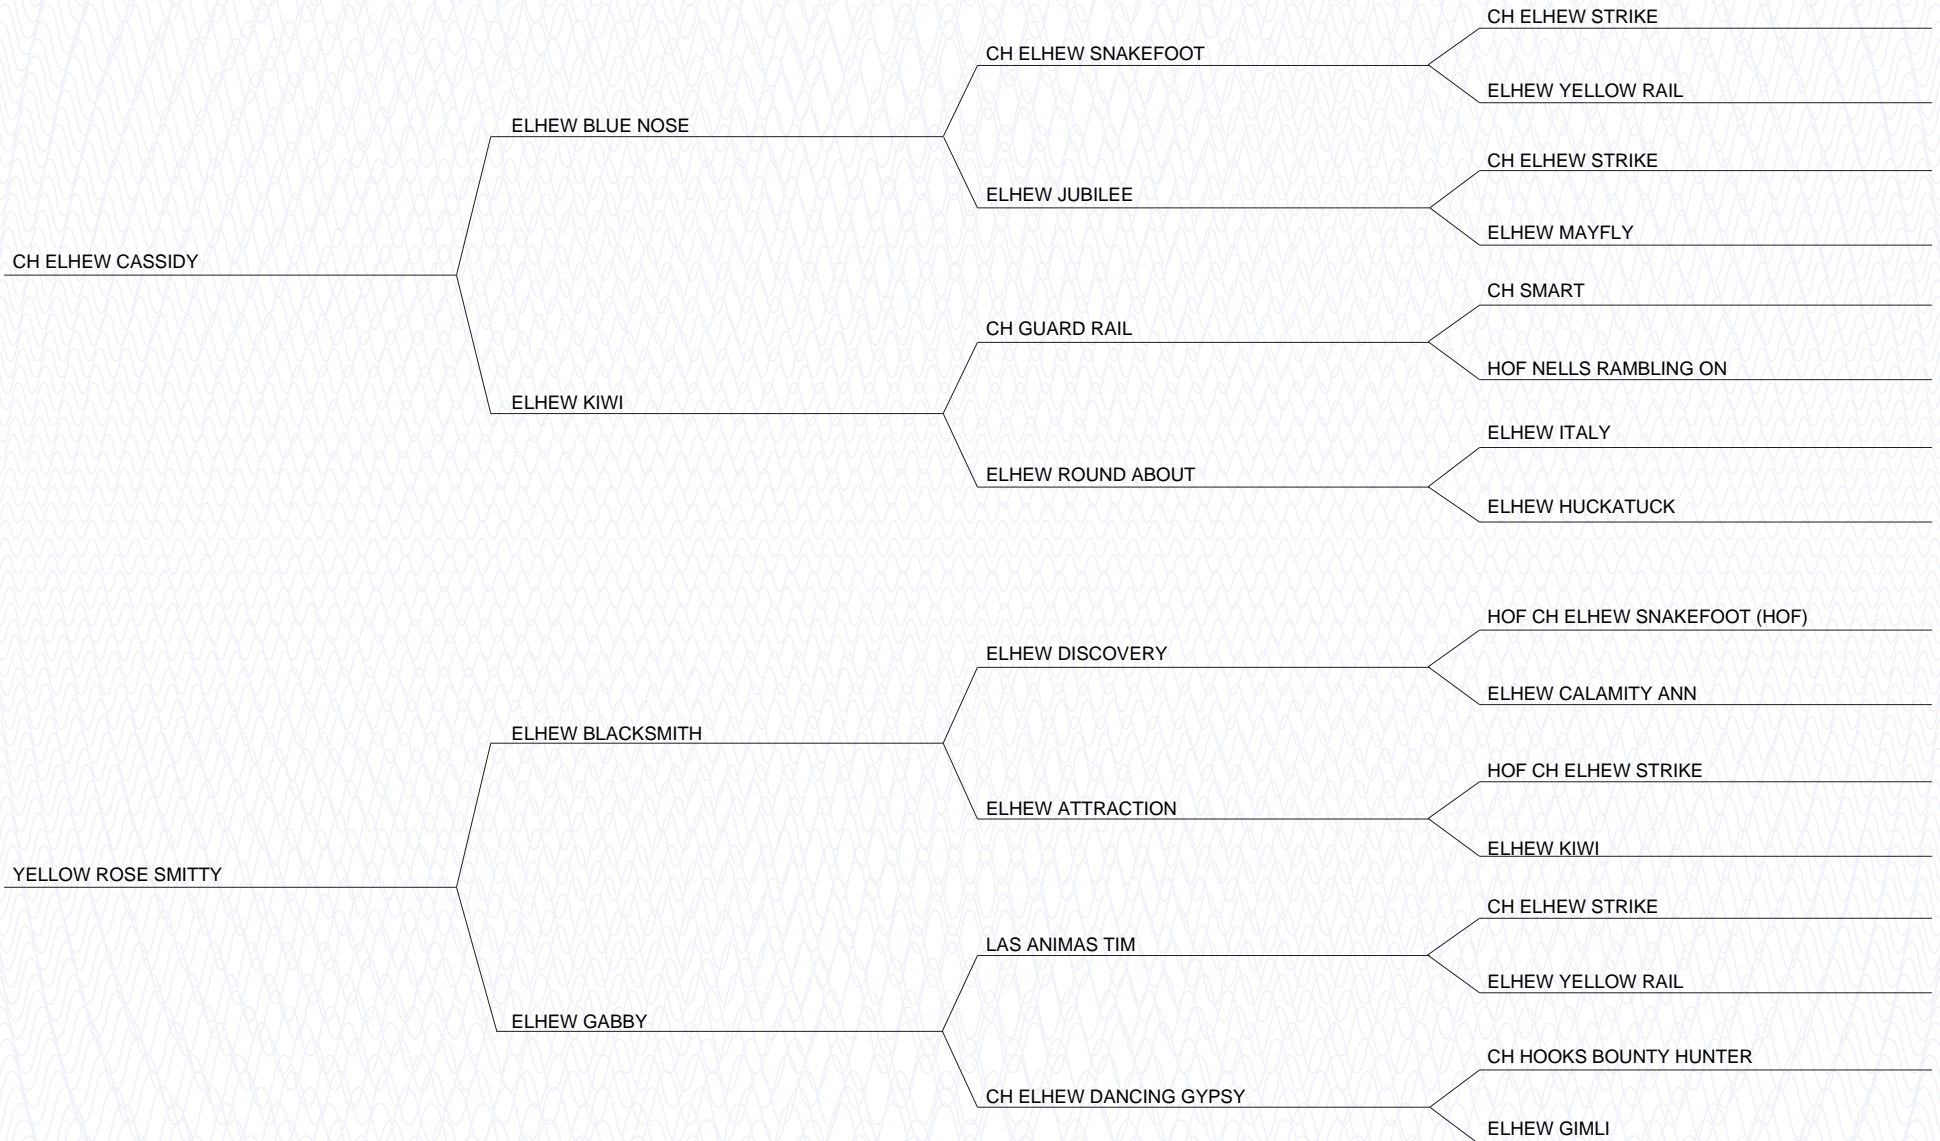 CH ELHEW STRIKE
CH ELHEW SNAKEFOOT
ELHEW YELLOW RAIL
ELHEW BLUE NOSE
CH ELHEW STRIKE
ELHEW JUBILEE
ELHEW MAYFLY
CH ELHEW CASSIDY
CH SMART
CH GUARD RAIL
HOF NELLS RAMBLING ON
ELHEW KIWI
ELHEW ITALY
ELHEW ROUND ABOUT
ELHEW HUCKATUCK
HOF CH ELHEW SNAKEFOOT (HOF)
ELHEW DISCOVERY
ELHEW CALAMITY ANN
ELHEW BLACKSMITH
HOF CH ELHEW STRIKE
ELHEW ATTRACTION
ELHEW KIWI
YELLOW ROSE SMITTY
CH ELHEW STRIKE
LAS ANIMAS TIM
ELHEW YELLOW RAIL
ELHEW GABBY
CH HOOKS BOUNTY HUNTER
CH ELHEW DANCING GYPSY
ELHEW GIMLI